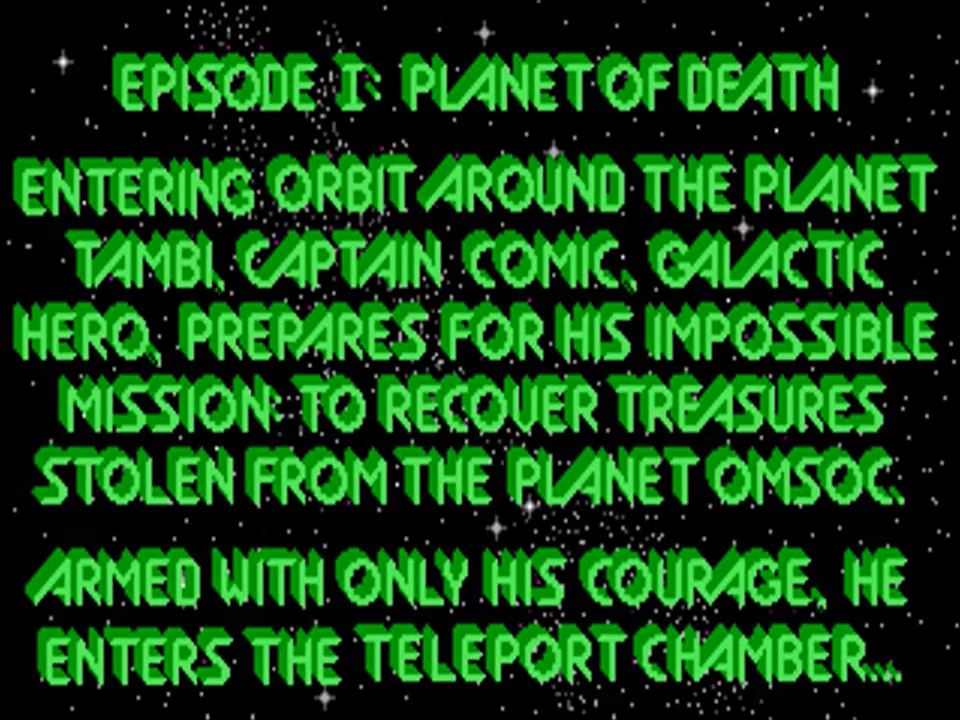 EPISODE I: PLANET OF DEATH
ENTERING ORBIT AROUND THE PLANET
TAMBI, CAPTAIN COMIC, GALACTIC
HERO, PREPARES FOR HIS IMPOSSIBLE
MISSION: TO RECOVER TREASURES
STOLEN FROM THE PLANET OMSOC.
ARMED WITH ONLY HIS COURAGE, HE
ENTERS THE TELEPORT CHAMBER...